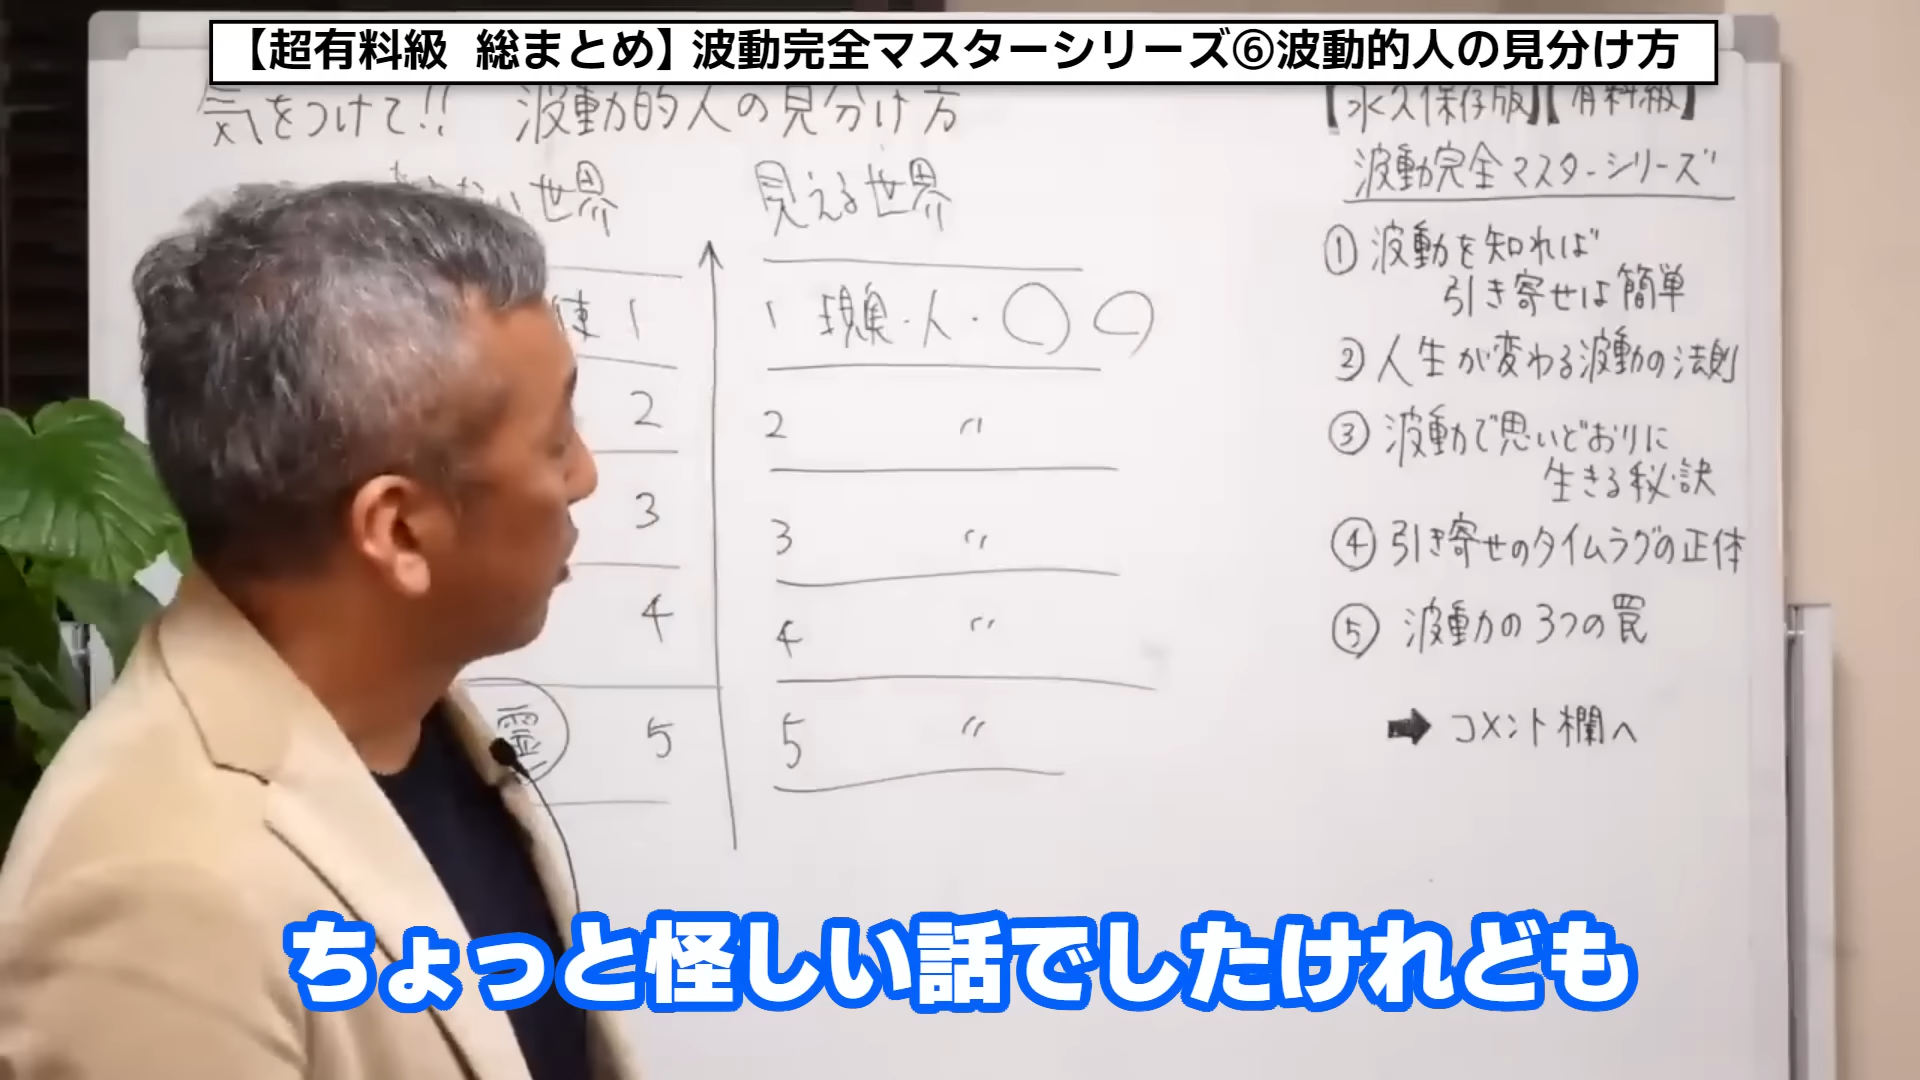 【超有料級 総まとめ】波動完全マスターシリーズ⑥波動的人の見分け方
気をつけて!! 波動的人の見分け方
【永久保存版】【有料級】
波動完全マスターシリーズ
世界
見える世界
1
2
3
4
霊 5
1 現象・人・〇〇
2 〃
3 〃
4 〃
5 〃
① 波動を知れば
引き寄せは簡単
② 人生が変わる波動の法則
③ 波動で思いどおりに
生きる秘訣
④ 引き寄せのタイムラグの正体
⑤ 波動力の3つの罠
➡ コメント欄へ
ちょっと怪しい話でしたけれども